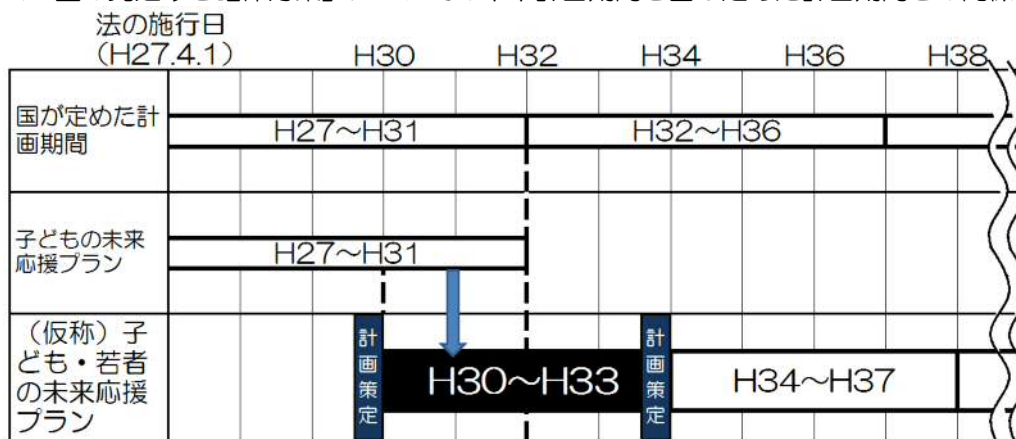 法の施行日
(H27.4.1)
H30 H32 H34 H36 H38
国が定めた計
画期間
H27～H31 H32～H36
子どもの未来
応援プラン
H27～H31
（仮称）子
ども・若者
の未来応援
プラン
計画策定
H30～H33
計画策定
H34～H37